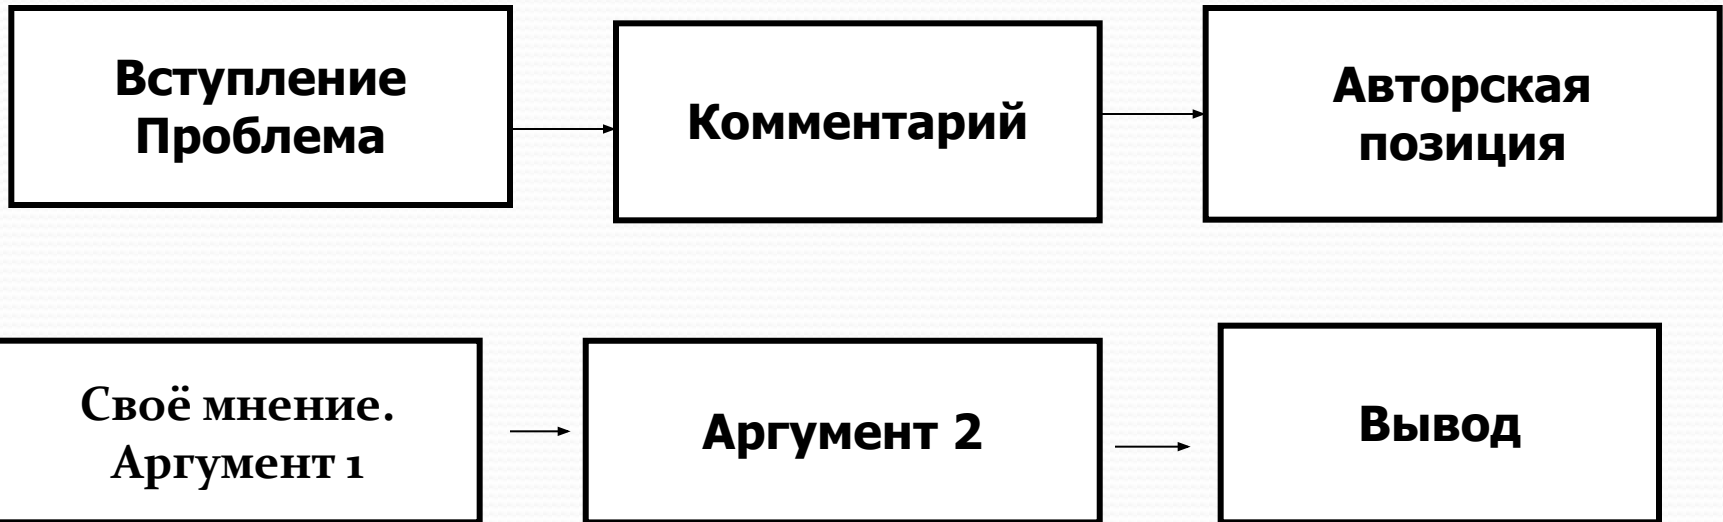 Вступление
Проблема
Комментарий
Авторская
позиция
Своё мнение.
Аргумент 1
Аргумент 2
Вывод